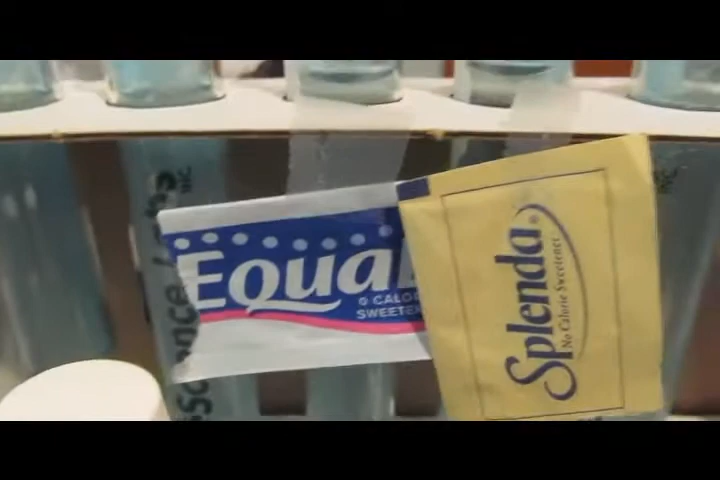 Equal
0 CALO
SWEETE
Splenda®
No Calorie Sweetener